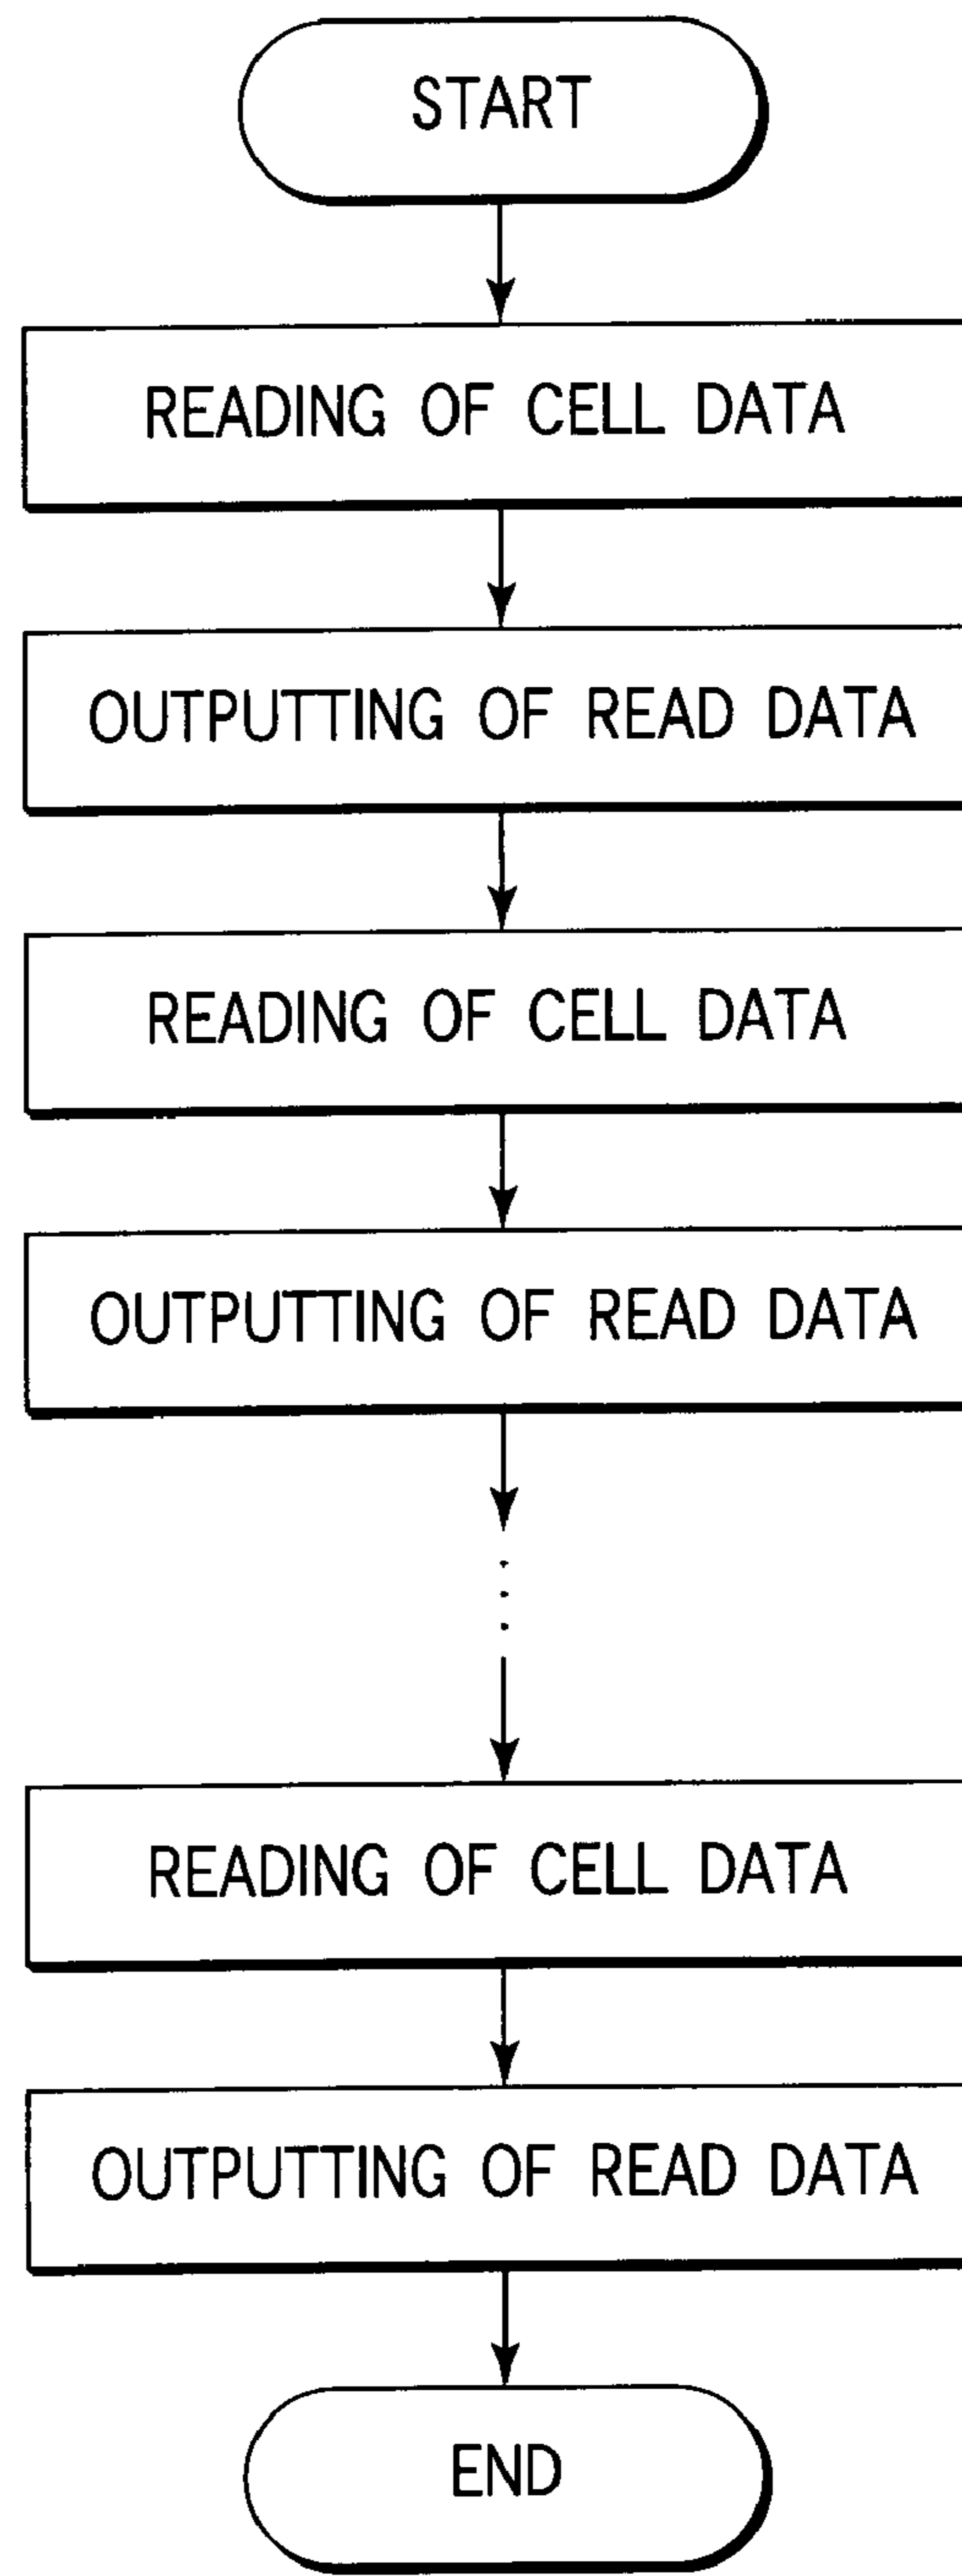 START
READING OF CELL DATA
OUTPUTTING OF READ DATA
READING OF CELL DATA
OUTPUTTING OF READ DATA
READING OF CELL DATA
OUTPUTTING OF READ DATA
END